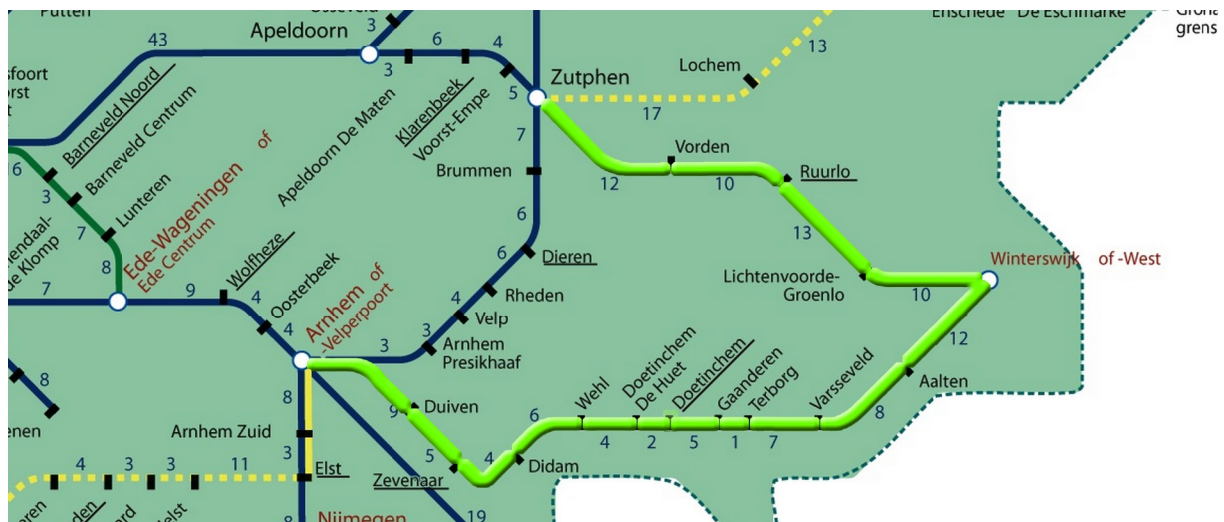 Putten
Apeldoorn
3
43
6
4
3
Enschede De Eschmarke
grens
13
Lochem
Zutphen
5
17
Barneveld Noord
Barneveld Centrum
Lunteren
6
3
7
8
Apeldoorn De Maten
Klarenbeek
Voorst-Empe
7
Brummen
6
Vorden
12
10
Ruurlo
13
Lichtenvoorde-
Groenlo
10
Winterswijk of -West
12
Ede-Wageningen of
Ede Centrum
de Klomp
7
9
Wolfheze
4
Oosterbeek
4
Arnhem of
-Velperpoort
6
Dieren
4
Rheden
3
Velp
3
Arnhem
Presikhaaf
8
8
Arnhem Zuid
3
Elst
4
3
3
11
8
Nijmegen
19
9
Duiven
5
Zevenaar
4
Didam
6
Wehl
4
Doetinchem
De Huet
2
Doetinchem
5
Gaanderen
1
Terborg
7
Varsseveld
8
Aalten